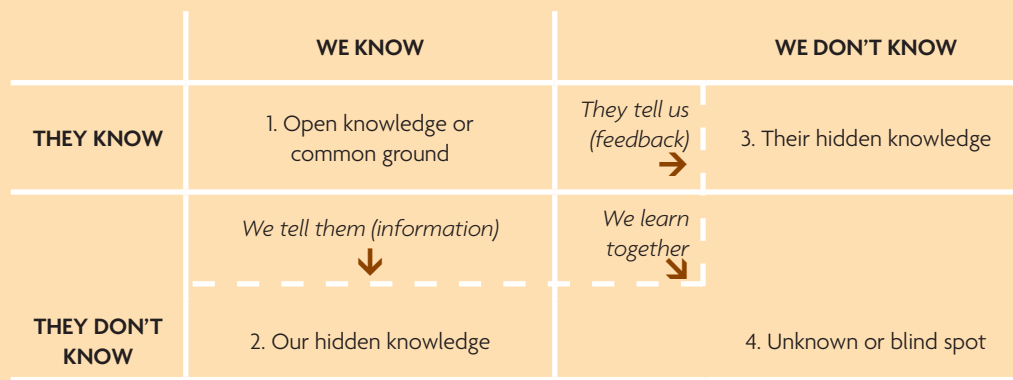 WE KNOW
WE DON'T KNOW
THEY KNOW
1. Open knowledge or
common ground
They tell us
(feedback)
3. Their hidden knowledge
We tell them (information)
We learn
together
THEY DON'T
KNOW
2. Our hidden knowledge
4. Unknown or blind spot